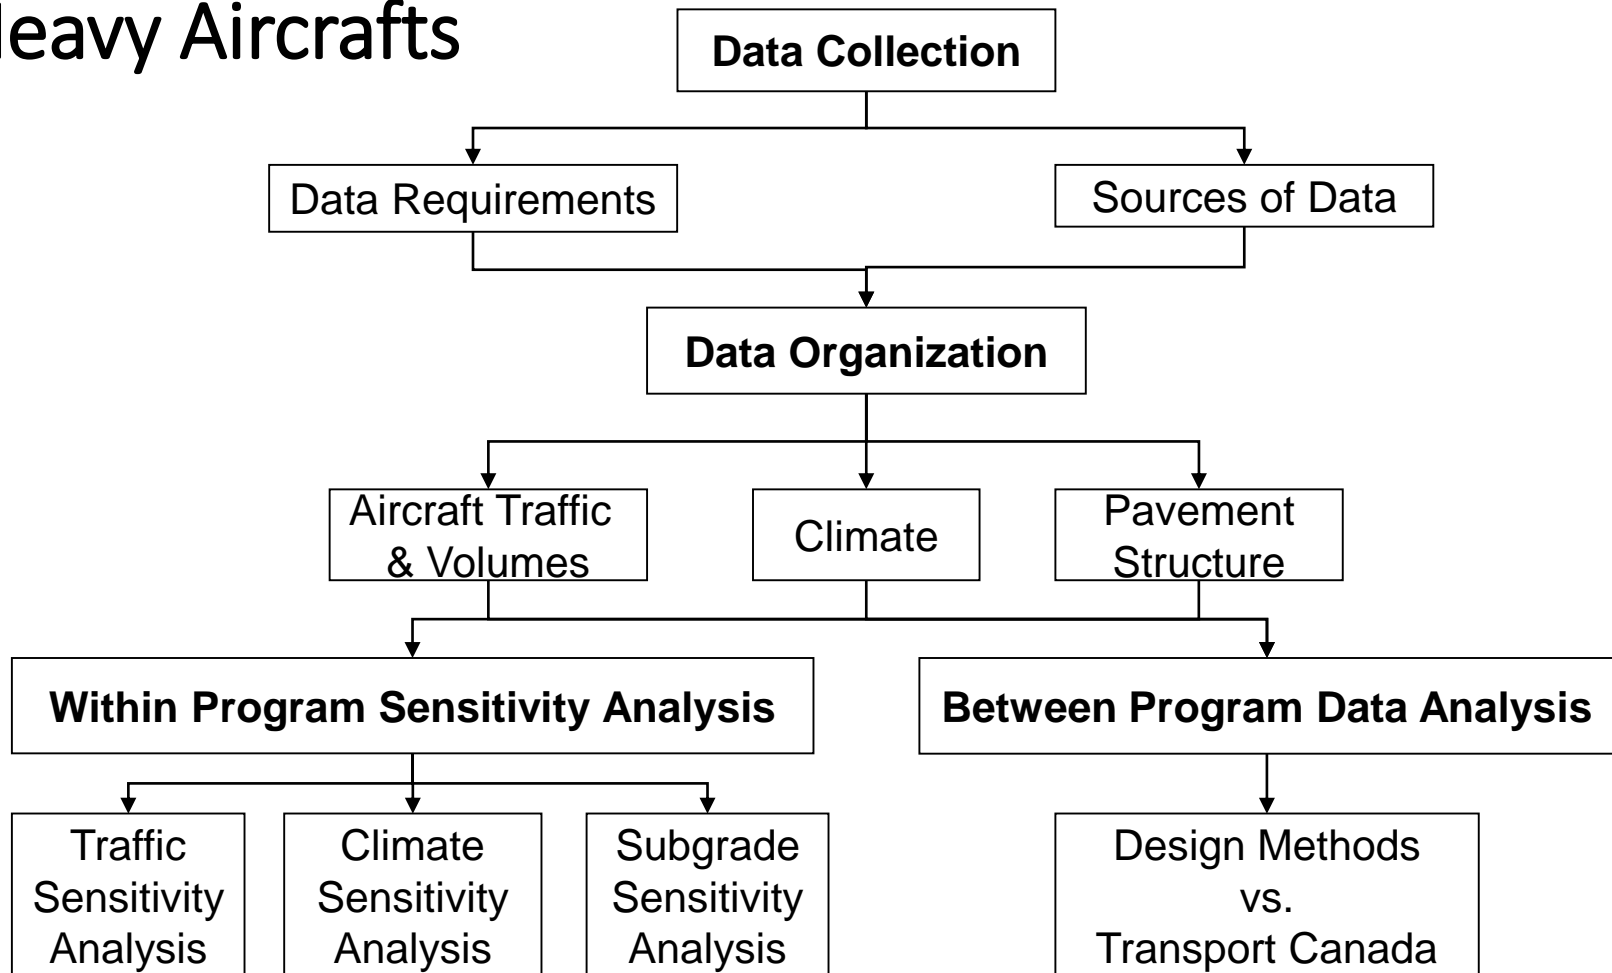 eavy Aircrafts
Data Collection
Data Requirements
Sources of Data
Data Organization
Aircraft Traffic
& Volumes
Climate
Pavement
Structure
Within Program Sensitivity Analysis
Between Program Data Analysis
Traffic
Sensitivity
Analysis
Climate
Sensitivity
Analysis
Subgrade
Sensitivity
Analysis
Design Methods
vs.
Transport Canada